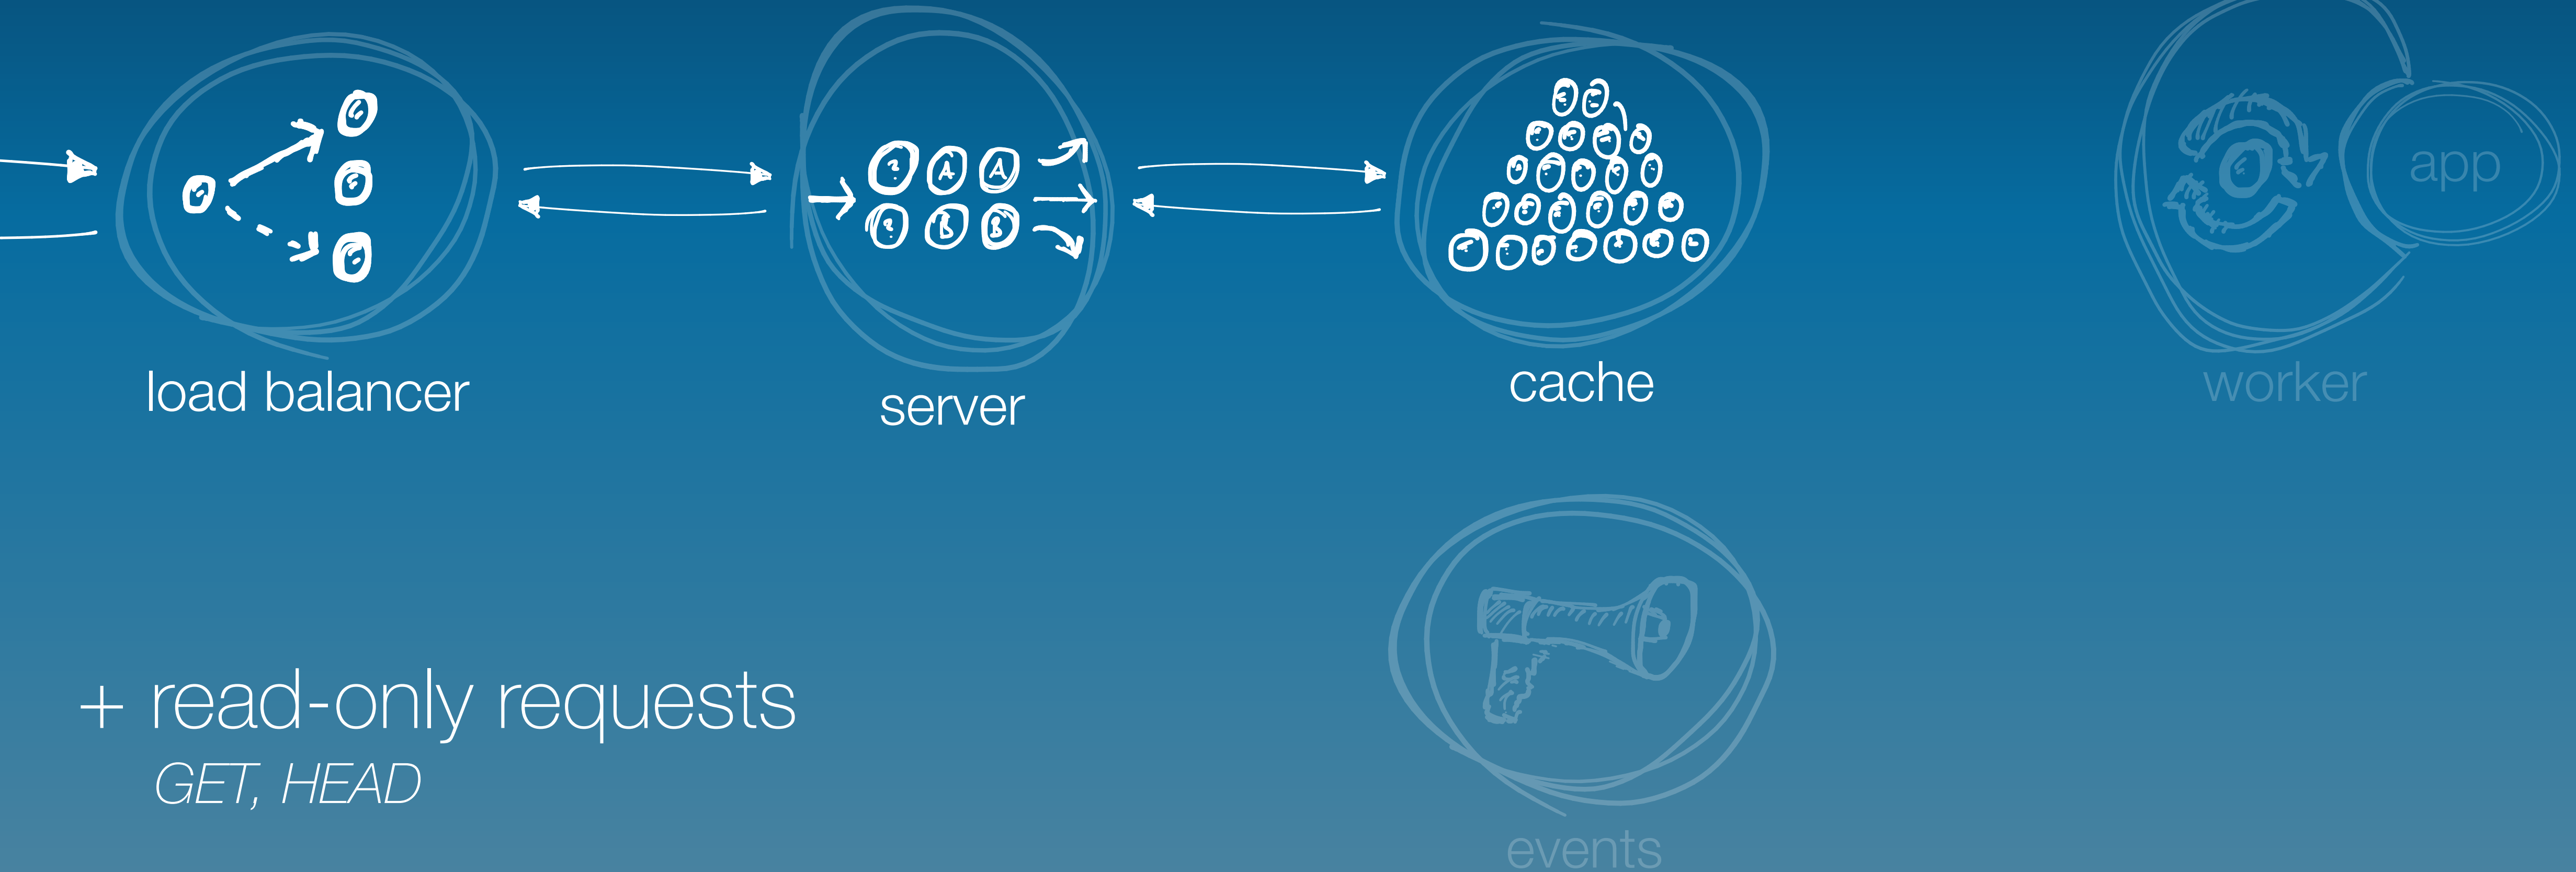 load balancer
server
? A A
? B B
cache
app
worker
+ read-only requests
GET, HEAD
events